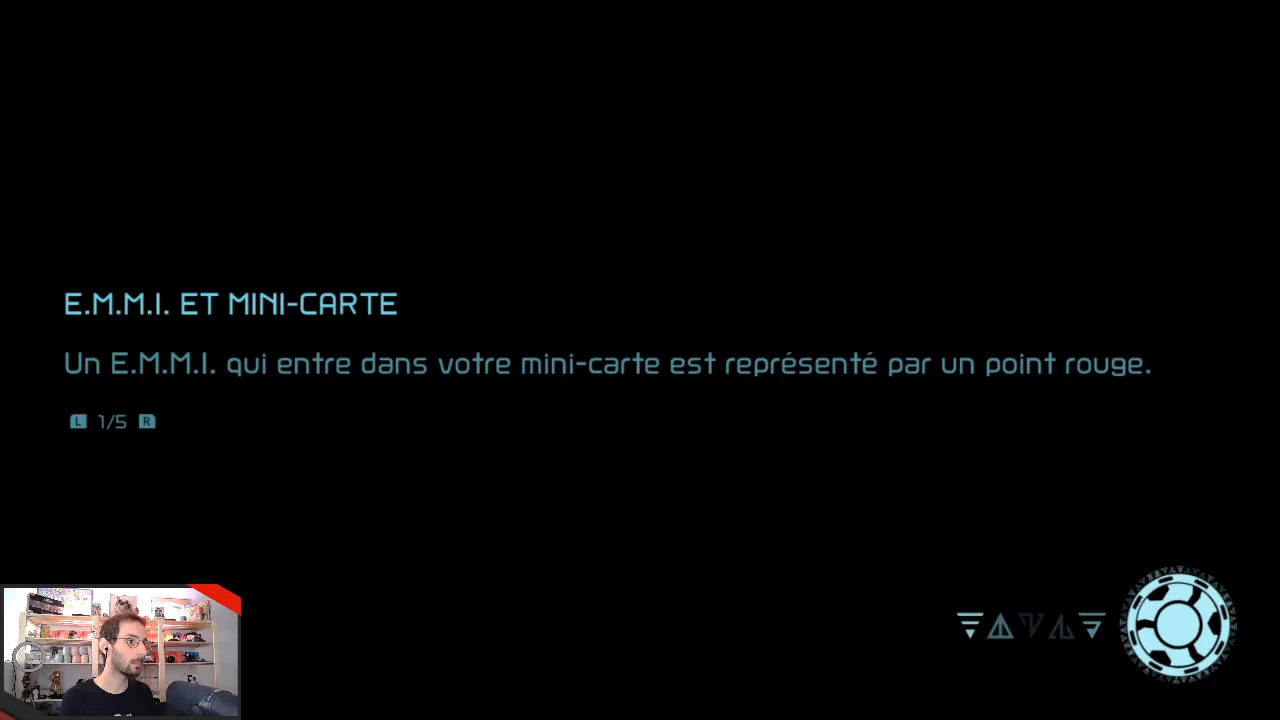 E.M.M.I. ET MINI-CARTE
Un E.M.M.I. qui entre dans votre mini-carte est représenté par un point rouge.
L 1/5 R